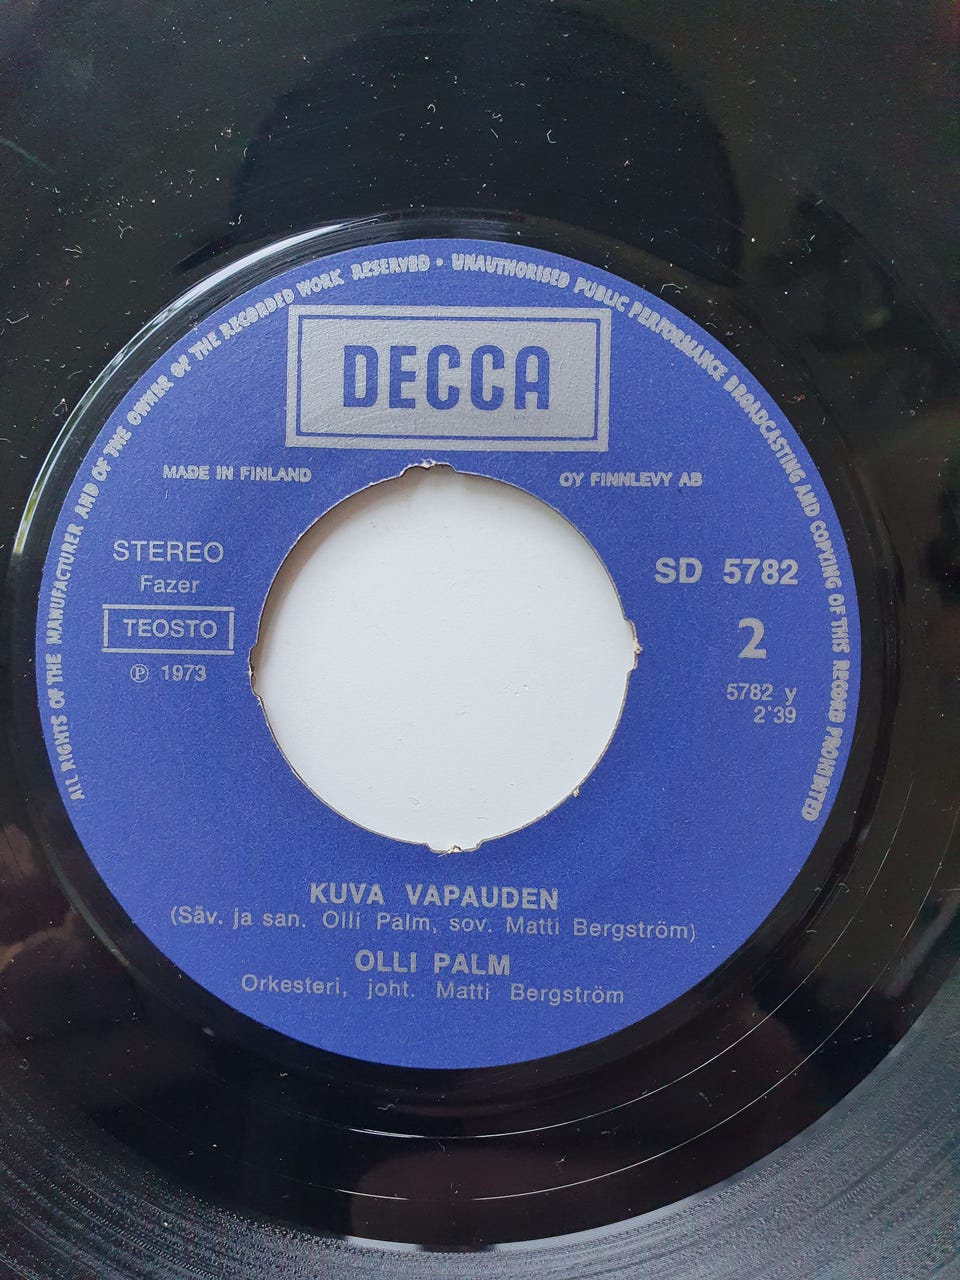 ALL RIGHTS OF THE MANUFACTURER AND OF THE OWNER OF THE RECORDED WORK RESERVED • UNAUTHORISED PUBLIC PERFORMANCE BROADCASTING AND COPYING OF THIS RECORD PROHIBITED
DECCA
MADE IN FINLAND
OY FINNLEVY AB
STEREO
Fazer
TEOSTO
℗ 1973
SD 5782
2
5782 y
2'39
KUVA VAPAUDEN
(Säv. ja san. Olli Palm, sov. Matti Bergström)
OLLI PALM
Orkesteri, joht. Matti Bergström